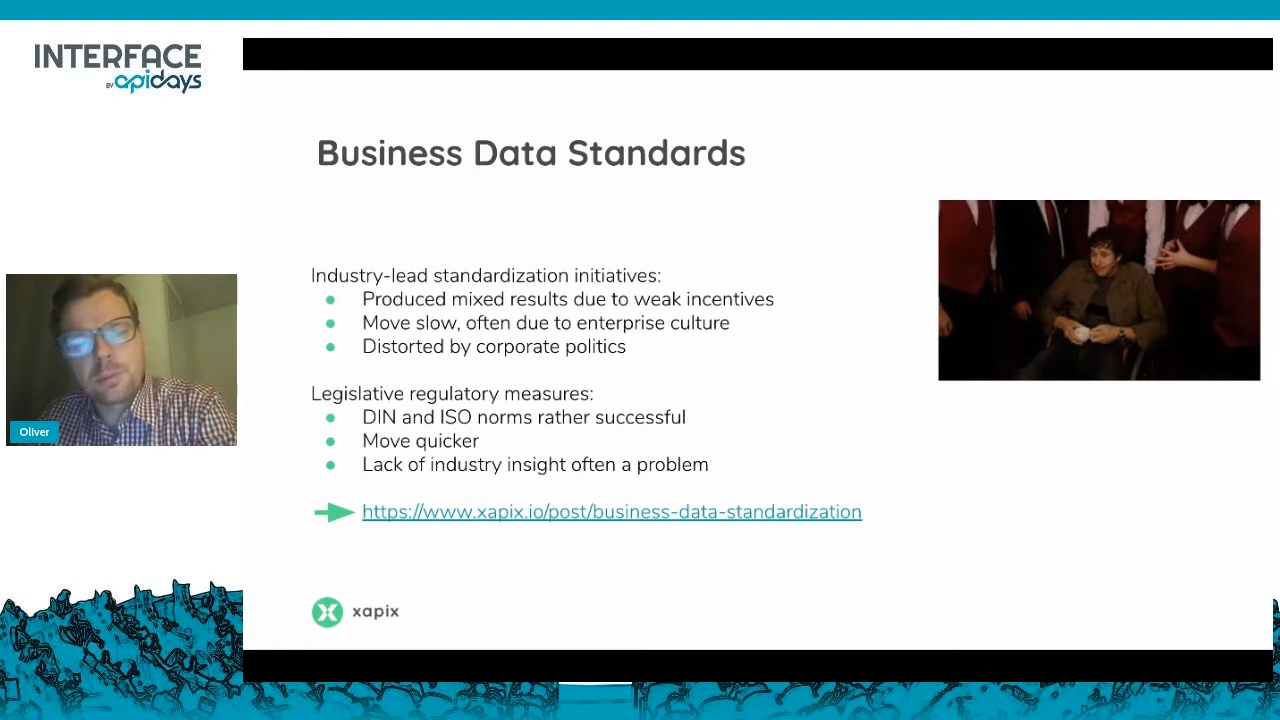 INTERFACE
BY apidays
Business Data Standards
Industry-lead standardization initiatives:
Produced mixed results due to weak incentives
Move slow, often due to enterprise culture
Distorted by corporate politics
Legislative regulatory measures:
DIN and ISO norms rather successful
Move quicker
Lack of industry insight often a problem
https://www.xapix.io/post/business-data-standardization
Oliver
xapix